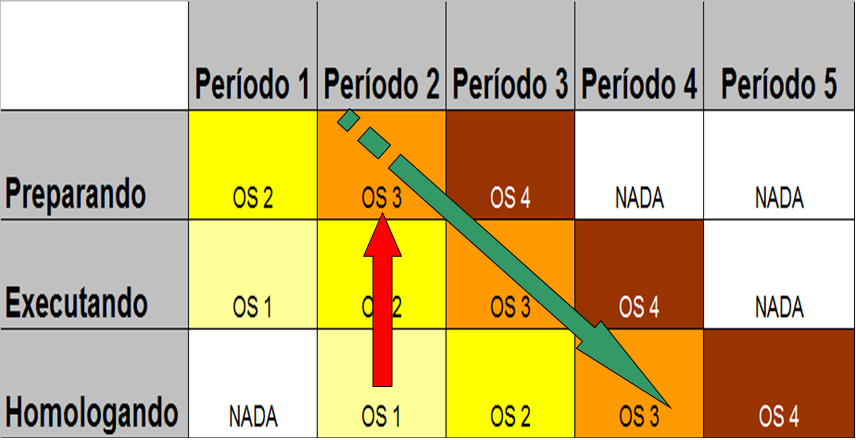 Período 1 Período 2 Período 3 Período 4 Período 5
Preparando OS 2 OS 3 OS 4 NADA NADA
Executando OS 1 2 OS 3 OS 4 NADA
Homologando NADA OS 1 OS 2 OS 3 OS 4